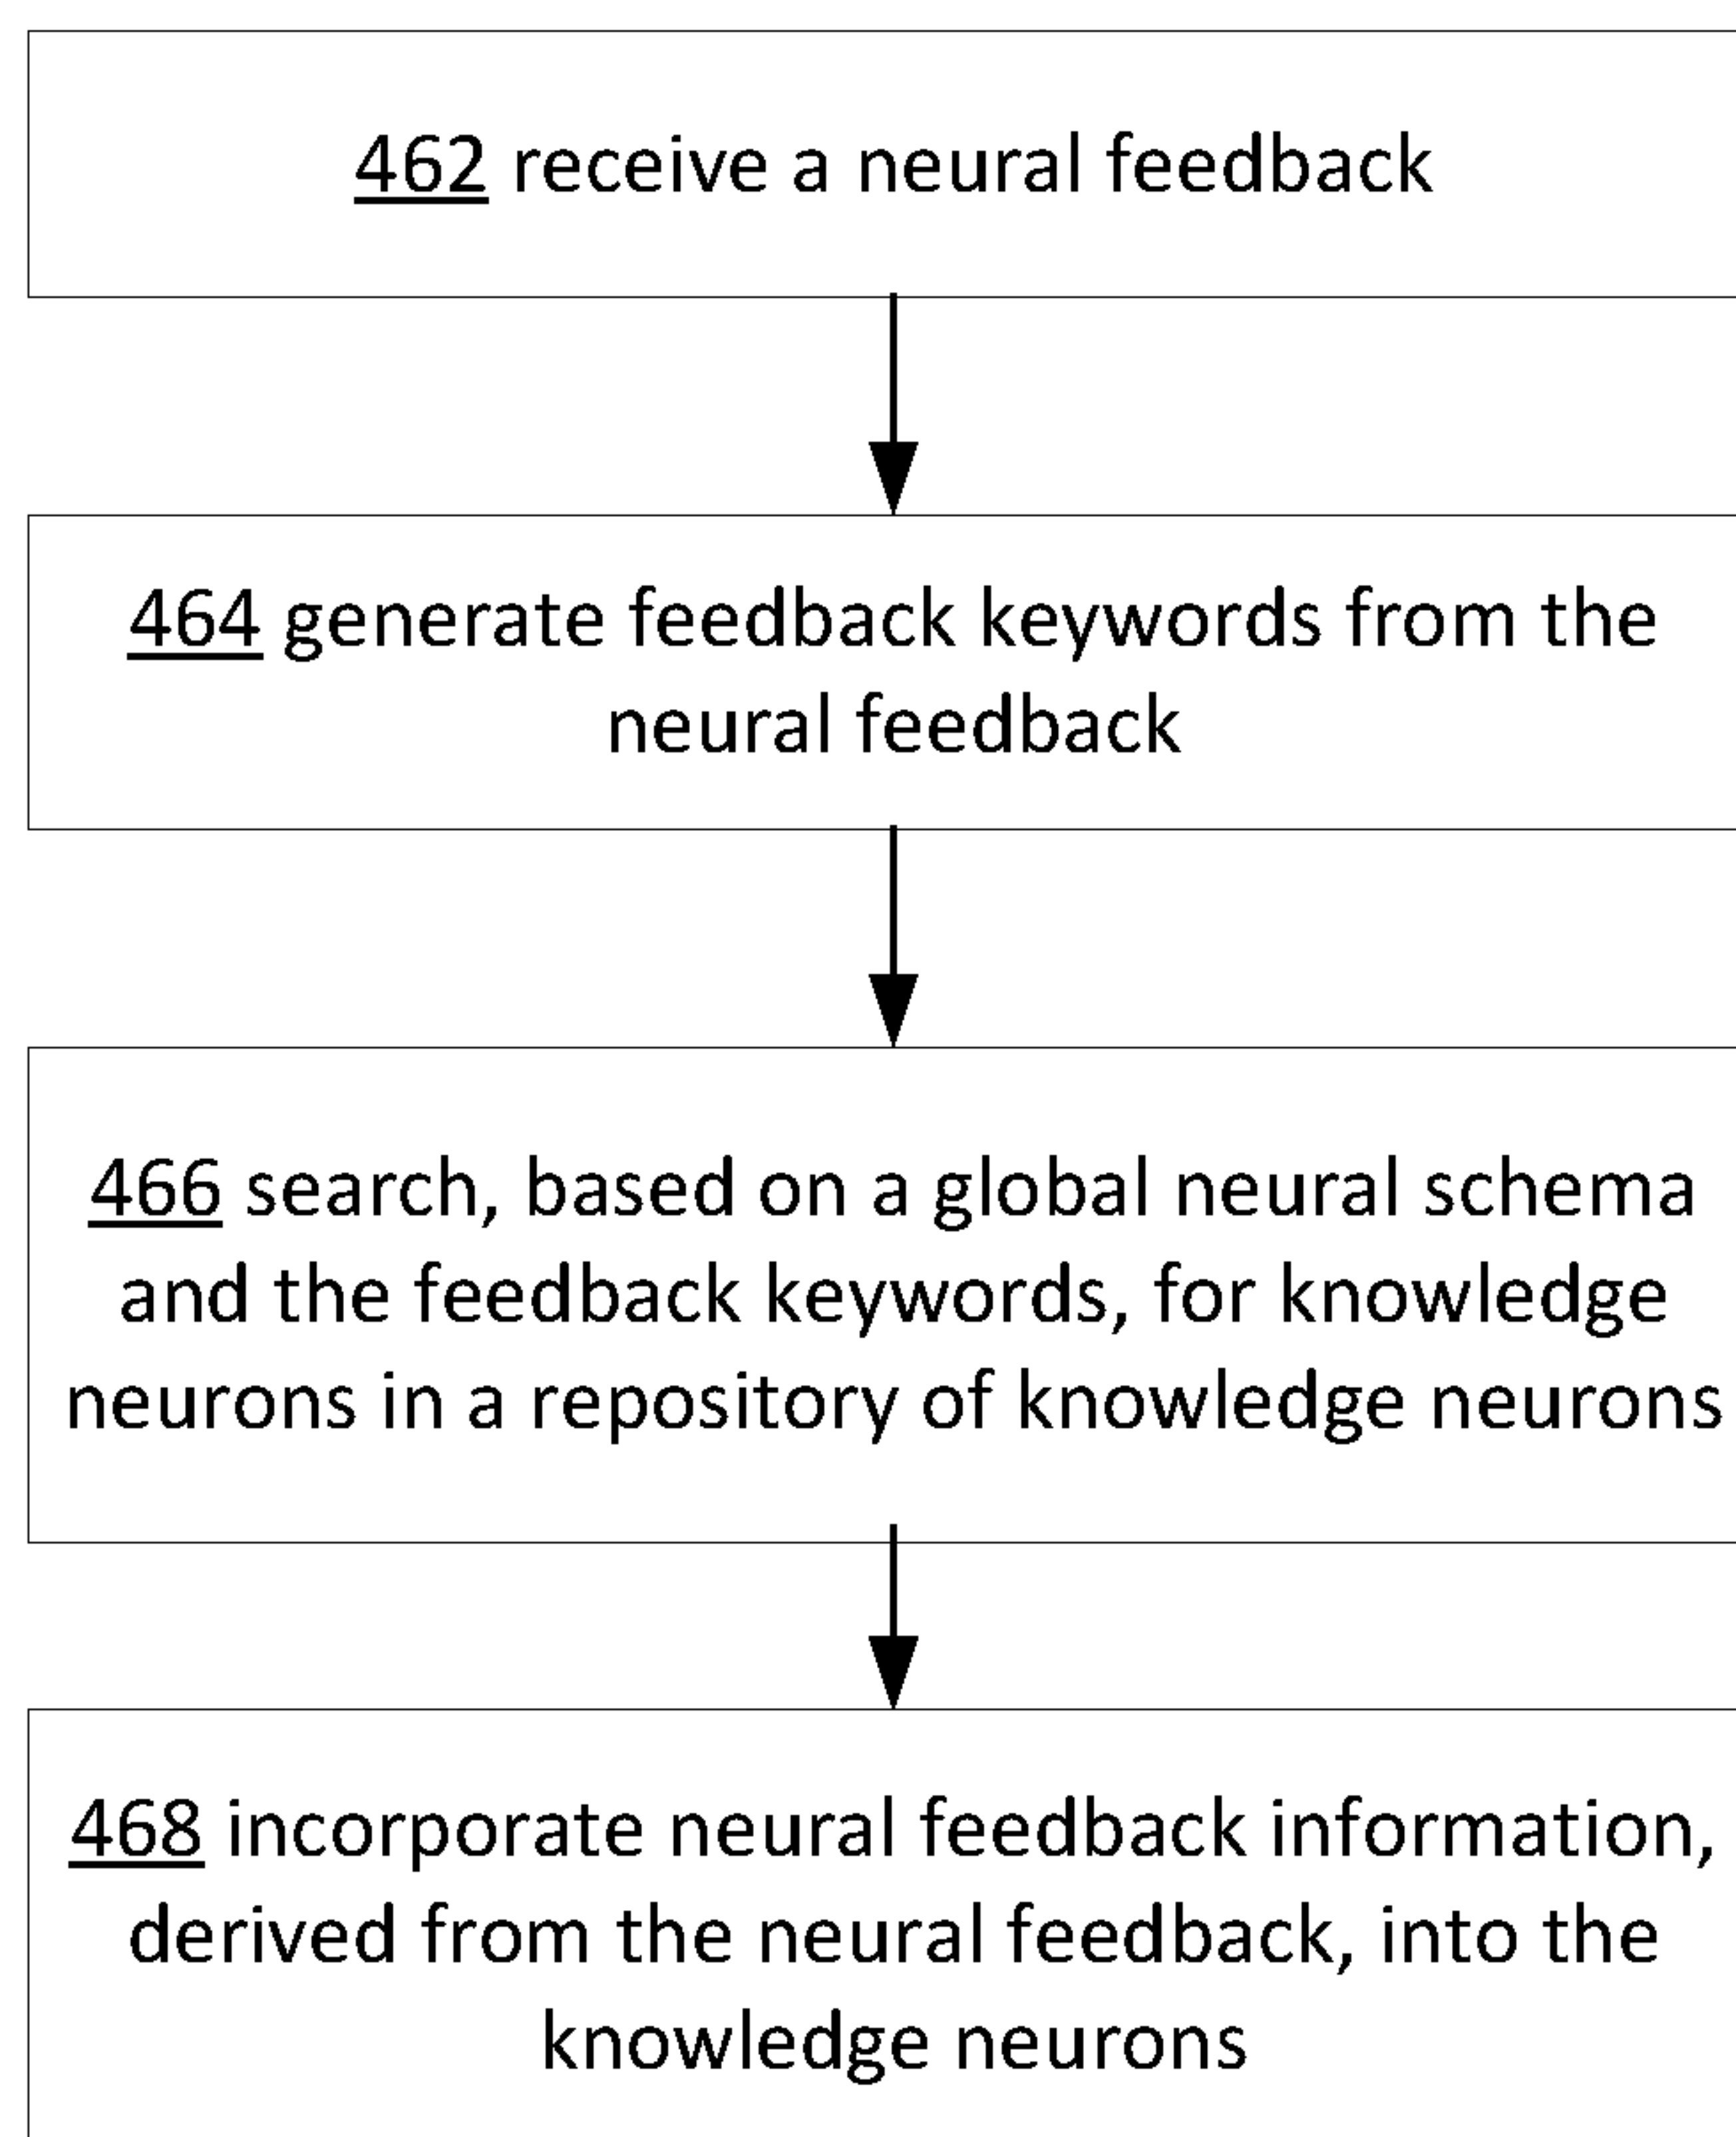 462 receive a neural feedback
464 generate feedback keywords from the
neural feedback
466 search, based on a global neural schema
and the feedback keywords, for knowledge
neurons in a repository of knowledge neurons
468 incorporate neural feedback information,
derived from the neural feedback, into the
knowledge neurons